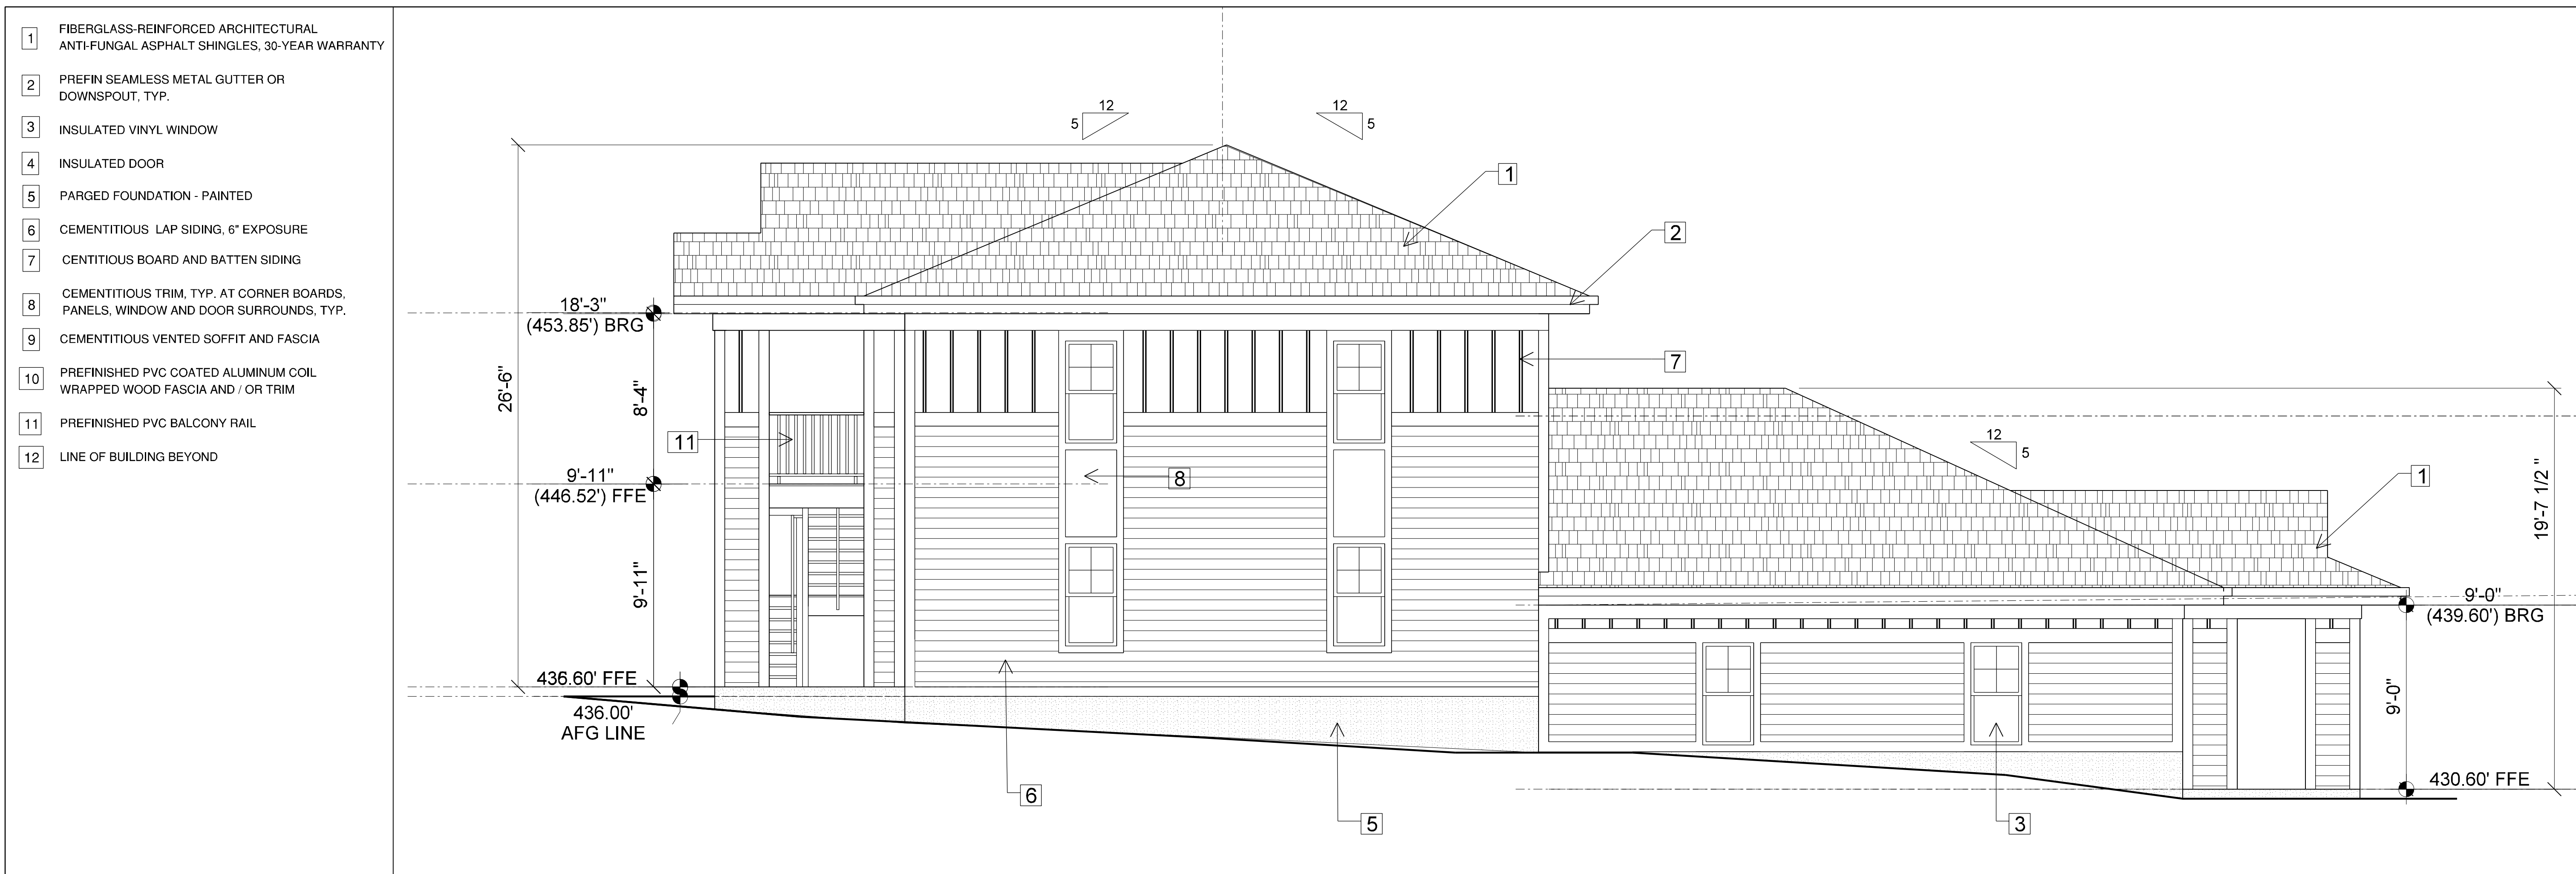 1 FIBERGLASS-REINFORCED ARCHITECTURAL
ANTI-FUNGAL ASPHALT SHINGLES, 30-YEAR WARRANTY
2 PREFIN SEAMLESS METAL GUTTER OR
DOWNSPOUT, TYP.
3 INSULATED VINYL WINDOW
4 INSULATED DOOR
5 PARGED FOUNDATION - PAINTED
6 CEMENTITIOUS LAP SIDING, 6" EXPOSURE
7 CENTITIOUS BOARD AND BATTEN SIDING
8 CEMENTITIOUS TRIM, TYP. AT CORNER BOARDS,
PANELS, WINDOW AND DOOR SURROUNDS, TYP.
9 CEMENTITIOUS VENTED SOFFIT AND FASCIA
10 PREFINISHED PVC COATED ALUMINUM COIL
WRAPPED WOOD FASCIA AND / OR TRIM
11 PREFINISHED PVC BALCONY RAIL
12 LINE OF BUILDING BEYOND
12
5
12
5
1
2
18'-3"
(453.85') BRG
26'-6"
8'-4"
7
11
12
5
8
1
9'-11"
(446.52') FFE
19'-7 1/2 "
9'-11"
9'-0"
(439.60') BRG
436.60' FFE
436.00'
AFG LINE
9'-0"
430.60' FFE
6
5
3